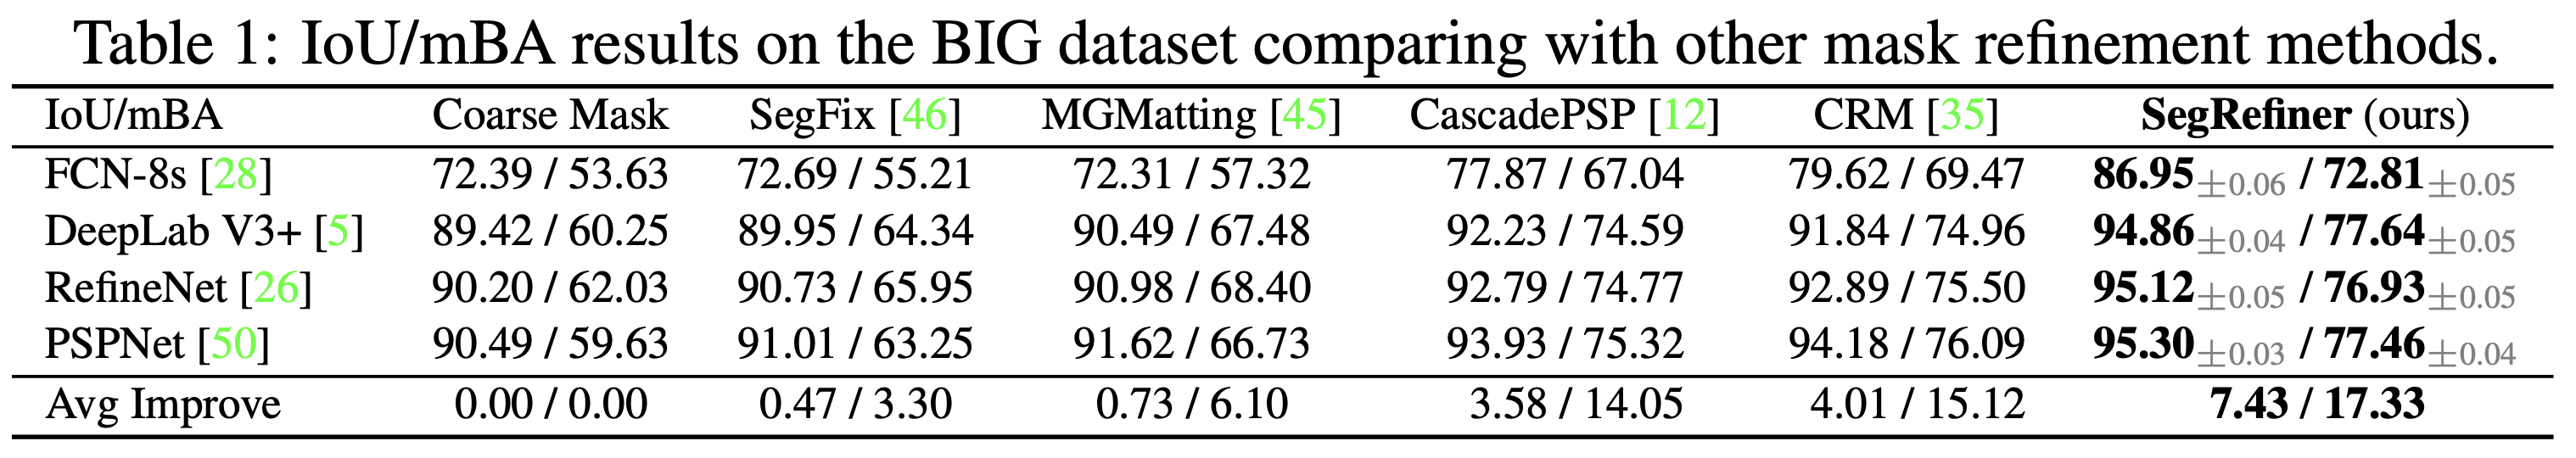 Table 1: IoU/mBA results on the BIG dataset comparing with other mask refinement methods.
IoU/mBA Coarse Mask SegFix [46] MGMatting [45] CascadePSP [12] CRM [35] SegRefiner (ours)
FCN-8s [28] 72.39 / 53.63 72.69 / 55.21 72.31 / 57.32 77.87 / 67.04 79.62 / 69.47 86.95±0.06 / 72.81±0.05
DeepLab V3+ [5] 89.42 / 60.25 89.95 / 64.34 90.49 / 67.48 92.23 / 74.59 91.84 / 74.96 94.86±0.04 / 77.64±0.05
RefineNet [26] 90.20 / 62.03 90.73 / 65.95 90.98 / 68.40 92.79 / 74.77 92.89 / 75.50 95.12±0.05 / 76.93±0.05
PSPNet [50] 90.49 / 59.63 91.01 / 63.25 91.62 / 66.73 93.93 / 75.32 94.18 / 76.09 95.30±0.03 / 77.46±0.04
Avg Improve 0.00 / 0.00 0.47 / 3.30 0.73 / 6.10 3.58 / 14.05 4.01 / 15.12 7.43 / 17.33